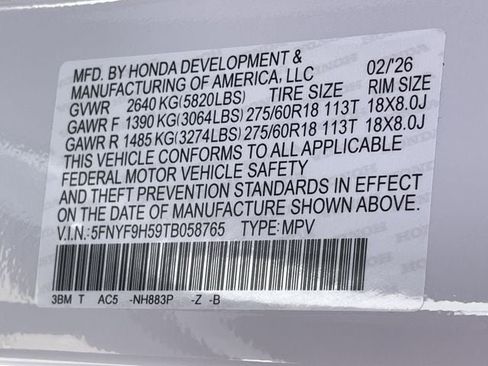 MFD. BY HONDA DEVELOPMENT &
MANUFACTURING OF AMERICA, LLC 02/26
GVWR 2640 KG(5820LBS) TIRE SIZE RIM SIZE
GAWR F 1390 KG(3064LBS) 275/60R18 113T 18X8.0J
GAWR R 1485 KG(3274LBS) 275/60R18 113T 18X8.0J
THIS VEHICLE CONFORMS TO ALL APPLICABLE
FEDERAL MOTOR VEHICLE SAFETY
AND THEFT PREVENTION STANDARDS IN EFFECT
ON THE DATE OF MANUFACTURE SHOWN ABOVE.
V.I.N.: 5FNYF9H59TB058765 TYPE: MPV
3BM T AC5 -NH883P -Z -B